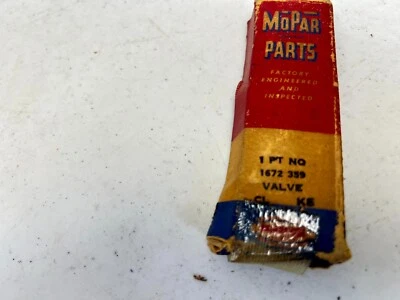 MOPAR
PARTS
FACTORY
ENGINEERED
AND
INSPECTED
1 PT NO
1672 359
VALVE